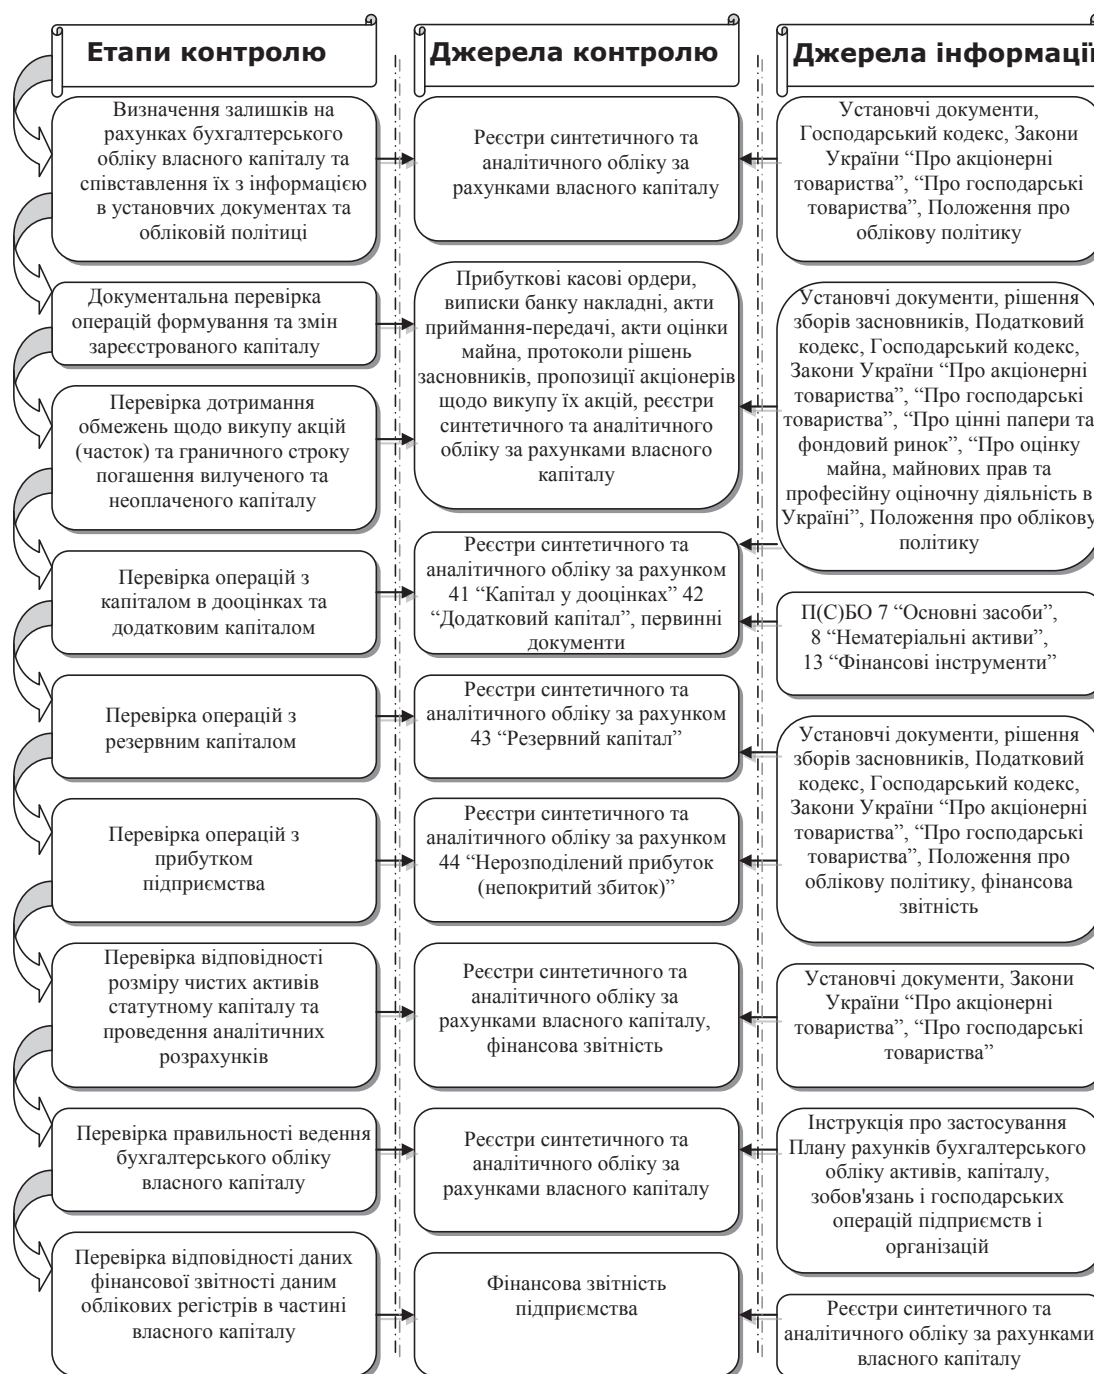 Етапи контролю
Джерела контролю
Джерела інформації
Визначення залишків на
рахунках бухгалтерського
обліку власного капіталу та
співставлення їх з інформацією
в установчих документах та
обліковій політиці
Реєстри синтетичного та
аналітичного обліку за
рахунками власного капіталу
Установчі документи,
Господарський кодекс, Закони
України “Про акціонерні
товариства”, “Про господарські
товариства”, Положення про
облікову політику
Документальна перевірка
операцій формування та змін
зареєстрованого капіталу
Перевірка дотримання
обмежень щодо викупу акцій
(часток) та граничного строку
погашення вилученого та
неоплаченого капіталу
Прибуткові касові ордери,
виписки банку накладні, акти
приймання-передачі, акти оцінки
майна, протоколи рішень
засновників, пропозиції акціонерів
щодо викупу їх акцій, реєстри
синтетичного та аналітичного
обліку за рахунками власного
капіталу
Установчі документи, рішення
зборів засновників, Податковий
кодекс, Господарський кодекс,
Закони України “Про акціонерні
товариства”, “Про господарські
товариства”, “Про цінні папери та
фондовий ринок”, “Про оцінку
майна, майнових прав та
професійну оціночну діяльність в
Україні”, Положення про облікову
політику
Перевірка операцій з
капіталом в дооцінках та
додатковим капіталом
Реєстри синтетичного та
аналітичного обліку за рахунком
41 “Капітал у дооцінках” 42
“Додатковий капітал”, первинні
документи
П(С)БО 7 “Основні засоби”,
8 “Нематеріальні активи”,
13 “Фінансові інструменти”
Перевірка операцій з
резервним капіталом
Реєстри синтетичного та
аналітичного обліку за рахунком
43 “Резервний капітал”
Установчі документи, рішення
зборів засновників, Податковий
кодекс, Господарський кодекс,
Закони України “Про акціонерні
товариства”, “Про господарські
товариства”, Положення про
облікову політику, фінансова
звітність
Перевірка операцій з
прибутком
підприємства
Реєстри синтетичного та
аналітичного обліку за рахунком
44 “Нерозподілений прибуток
(непокритий збиток)”
Перевірка відповідності
розміру чистих активів
статутному капіталу та
проведення аналітичних
розрахунків
Реєстри синтетичного та
аналітичного обліку за
рахунками власного капіталу,
фінансова звітність
Установчі документи, Закони
України “Про акціонерні
товариства”, “Про господарські
товариства”
Перевірка правильності ведення
бухгалтерського обліку
власного капіталу
Реєстри синтетичного та
аналітичного обліку за
рахунками власного капіталу
Інструкція про застосування
Плану рахунків бухгалтерського
обліку активів, капіталу,
зобов'язань і господарських
операцій підприємств і
організацій
Перевірка відповідності даних
фінансової звітності даним
облікових регістрів в частині
власного капіталу
Фінансова звітність
підприємства
Реєстри синтетичного та
аналітичного обліку за рахунками
власного капіталу